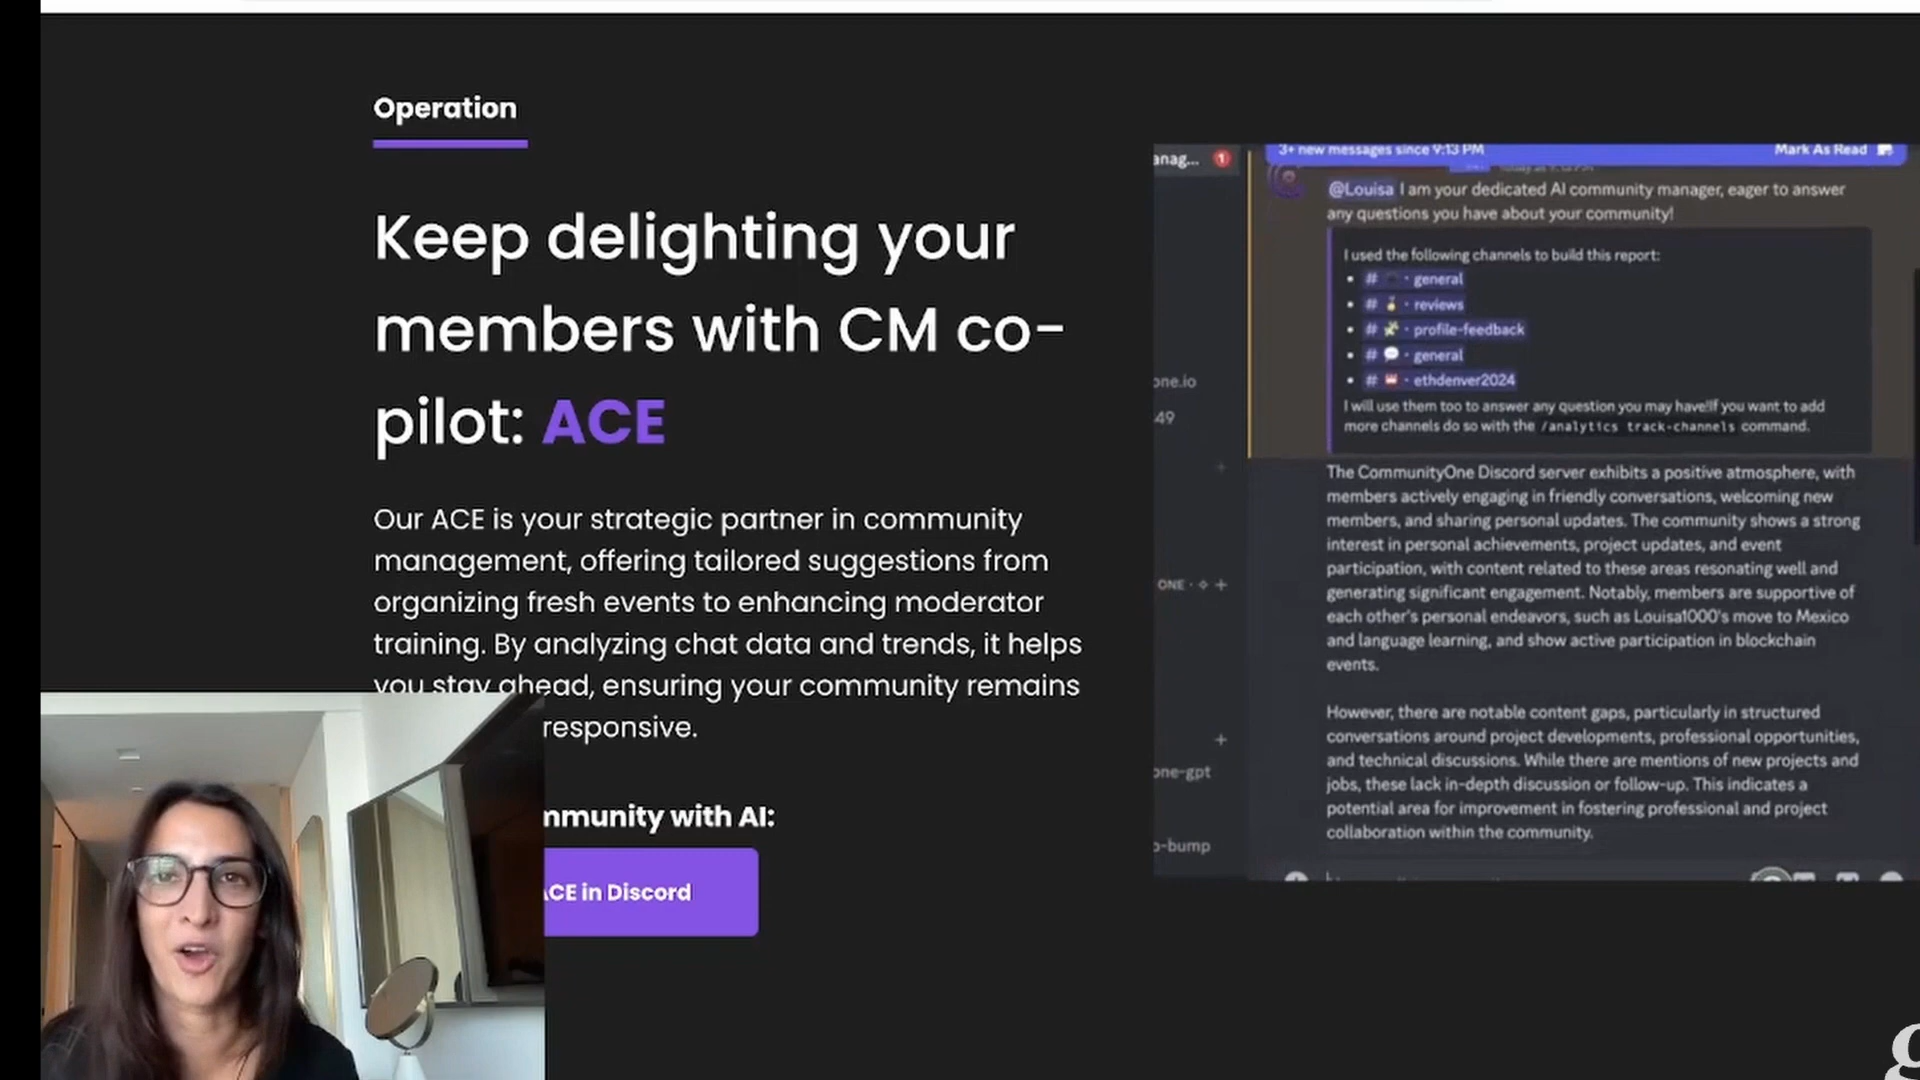 Operation
Keep delighting your
members with CM co-
pilot: ACE
Our ACE is your strategic partner in community
management, offering tailored suggestions from
organizing fresh events to enhancing moderator
training. By analyzing chat data and trends, it helps
you stay ahead, ensuring your community remains
responsive.
mmunity with AI:
ACE in Discord
anag... 1
one.io
49
ONE
one-gpt
o-bump
3+ new messages since 9:13 PM Mark As Read
@Louisa I am your dedicated AI community manager, eager to answer
any questions you have about your community!
I used the following channels to build this report:
• # · general
• # · reviews
• # · profile-feedback
• # · general
• # · ethdenver2024
I will use them too to answer any question you may have!If you want to add
more channels do so with the /analytics track-channels command.
The CommunityOne Discord server exhibits a positive atmosphere, with
members actively engaging in friendly conversations, welcoming new
members, and sharing personal updates. The community shows a strong
interest in personal achievements, project updates, and event
participation, with content related to these areas resonating well and
generating significant engagement. Notably, members are supportive of
each other's personal endeavors, such as Louisa1000's move to Mexico
and language learning, and show active participation in blockchain
events.
However, there are notable content gaps, particularly in structured
conversations around project developments, professional opportunities,
and technical discussions. While there are mentions of new projects and
jobs, these lack in-depth discussion or follow-up. This indicates a
potential area for improvement in fostering professional and project
collaboration within the community.
g